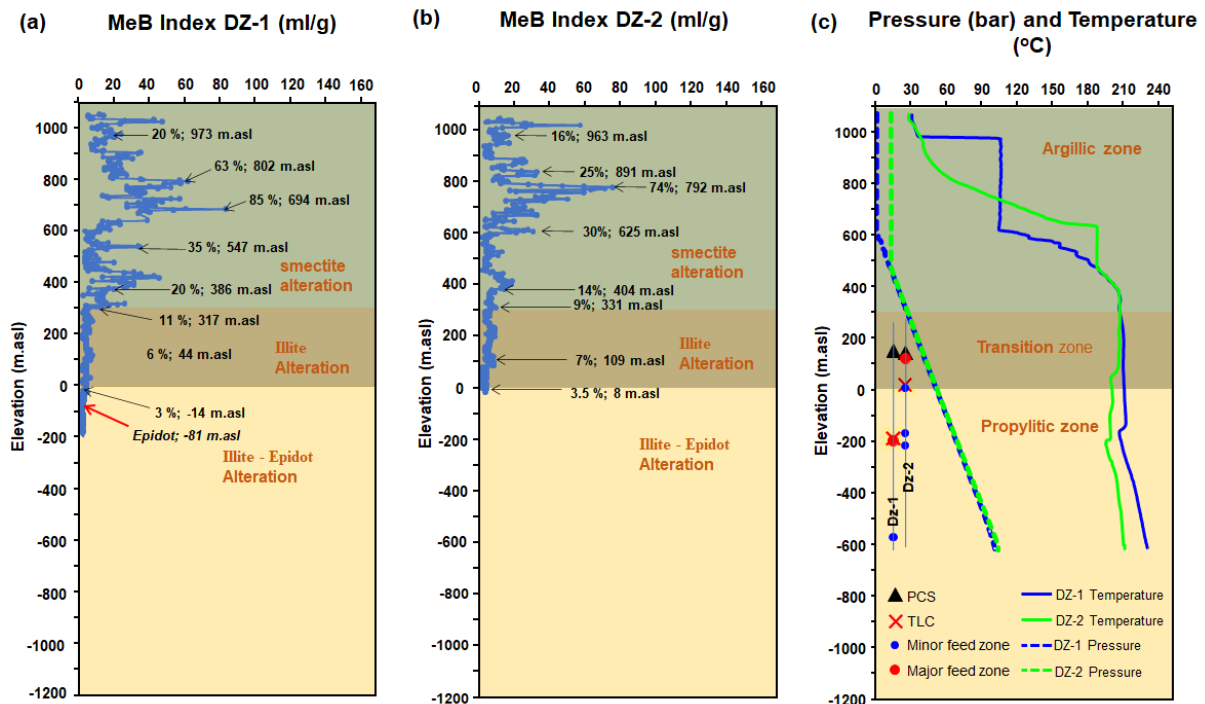 (a)
MeB Index DZ-1 (ml/g)
0 20 40 60 80 100 120 140 160
Elevation (m.asl)
1000
800
600
400
200
0
-200
-400
-600
-800
-1000
-1200
20 %; 973 m.asl
63 %; 802 m.asl
85 %; 694 m.asl
35 %; 547 m.asl
smectite
alteration
20 %; 386 m.asl
11 %; 317 m.asl
Illite
Alteration
6 %; 44 m.asl
3 %; -14 m.asl
Epidot; -81 m.asl
Illite - Epidot
Alteration
(b)
MeB Index DZ-2 (ml/g)
0 20 40 60 80 100 120 140 160
Elevation (m.asl)
1000
800
600
400
200
0
-200
-400
-600
-800
-1000
-1200
16%; 963 m.asl
25%; 891 m.asl
74%; 792 m.asl
30%; 625 m.asl
smectite
alteration
14%; 404 m.asl
9%; 331 m.asl
Illite
Alteration
7%; 109 m.asl
3.5 %; 8 m.asl
Illite - Epidot
Alteration
(c)
Pressure (bar) and Temperature
(ºC)
0 30 60 90 120 150 180 210 240
Elevation (m.asl)
1000
800
600
400
200
0
-200
-400
-600
-800
-1000
-1200
Argillic zone
Transition zone
Propylitic zone
Dz-1
Dz-2
PCS
TLC
Minor feed zone
Major feed zone
DZ-1 Temperature
DZ-2 Temperature
DZ-1 Pressure
DZ-2 Pressure